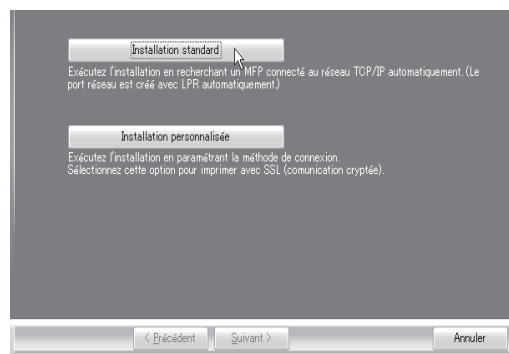 Installation standard
Exécutez l'installation en recherchant un MFP connecté au réseau TCP/IP automatiquement.(Le
port réseau est créé avec LPR automatiquement)
Installation personnalisée
Exécutez l'installation en paramétrant la méthode de connexion.
Sélectionnez cette option pour imprimer avec SSL (comunication cryptée).
< Précédent
Suivant >
Annuler